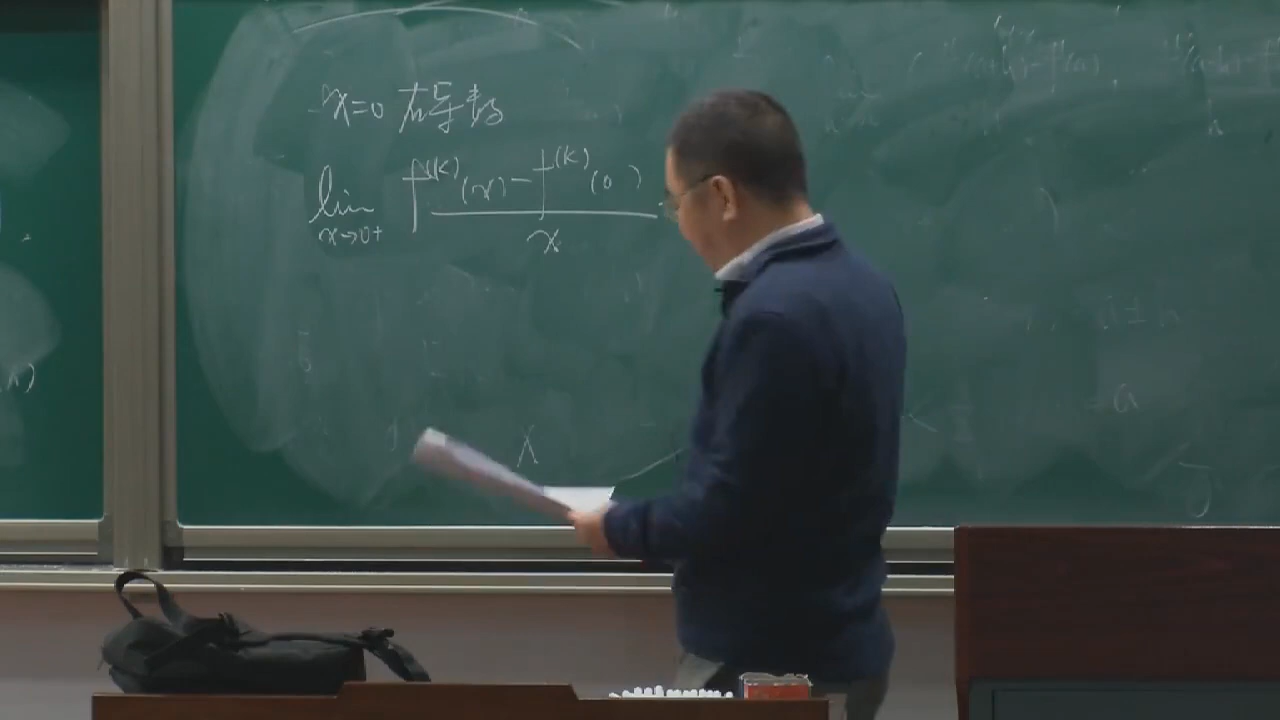 x=0 右导数
lim x→0+ f^(k)(x) - f^(k)(0) / x